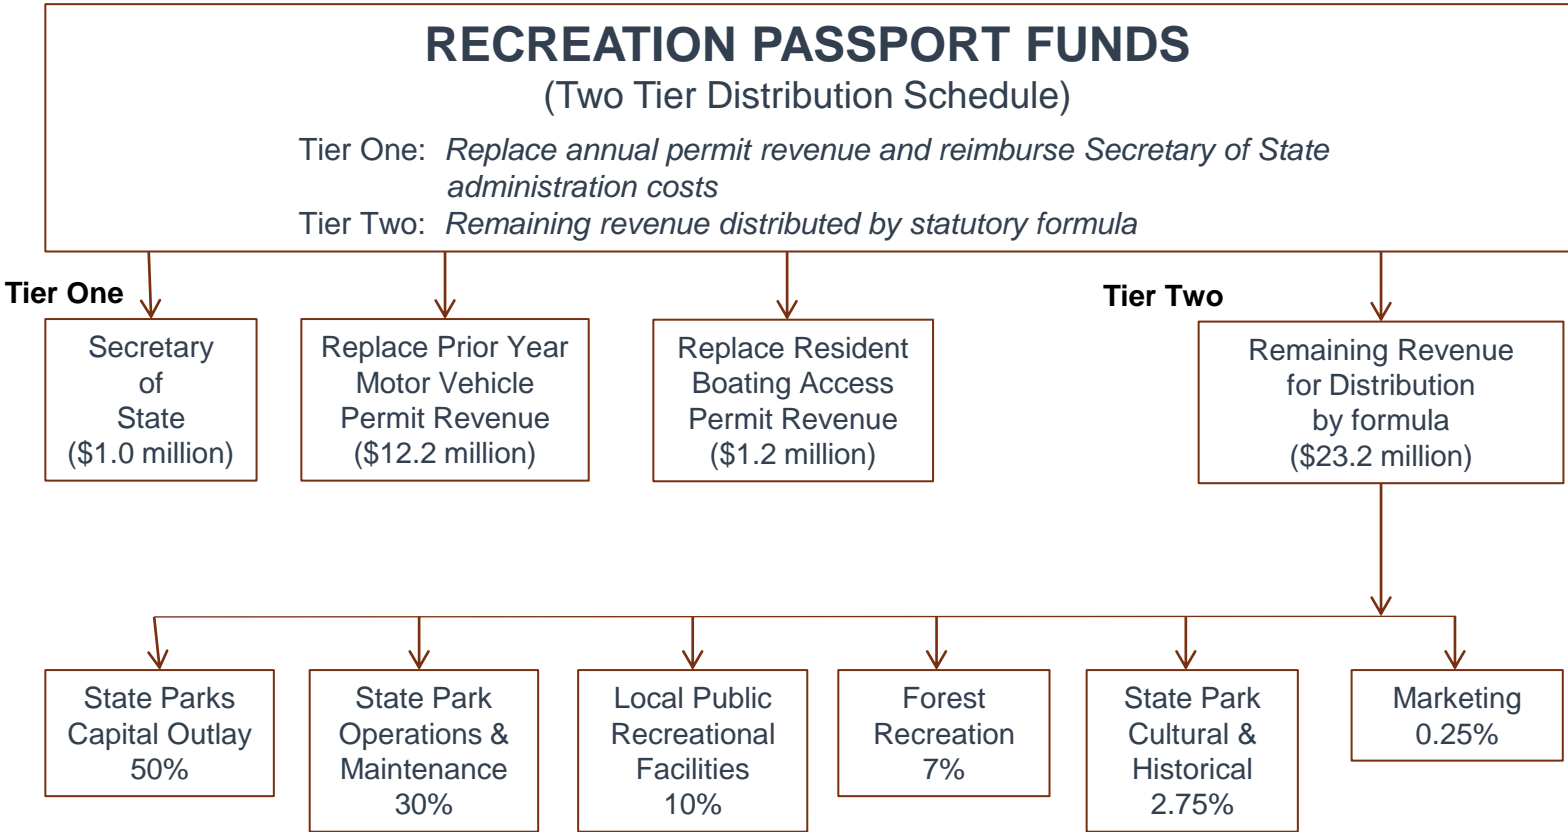 RECREATION PASSPORT FUNDS
(Two Tier Distribution Schedule)
Tier One: Replace annual permit revenue and reimburse Secretary of State
administration costs
Tier Two: Remaining revenue distributed by statutory formula
Tier One
Secretary
of
State
($1.0 million)
Replace Prior Year
Motor Vehicle
Permit Revenue
($12.2 million)
Replace Resident
Boating Access
Permit Revenue
($1.2 million)
Tier Two
Remaining Revenue
for Distribution
by formula
($23.2 million)
State Parks
Capital Outlay
50%
State Park
Operations &
Maintenance
30%
Local Public
Recreational
Facilities
10%
Forest
Recreation
7%
State Park
Cultural &
Historical
2.75%
Marketing
0.25%